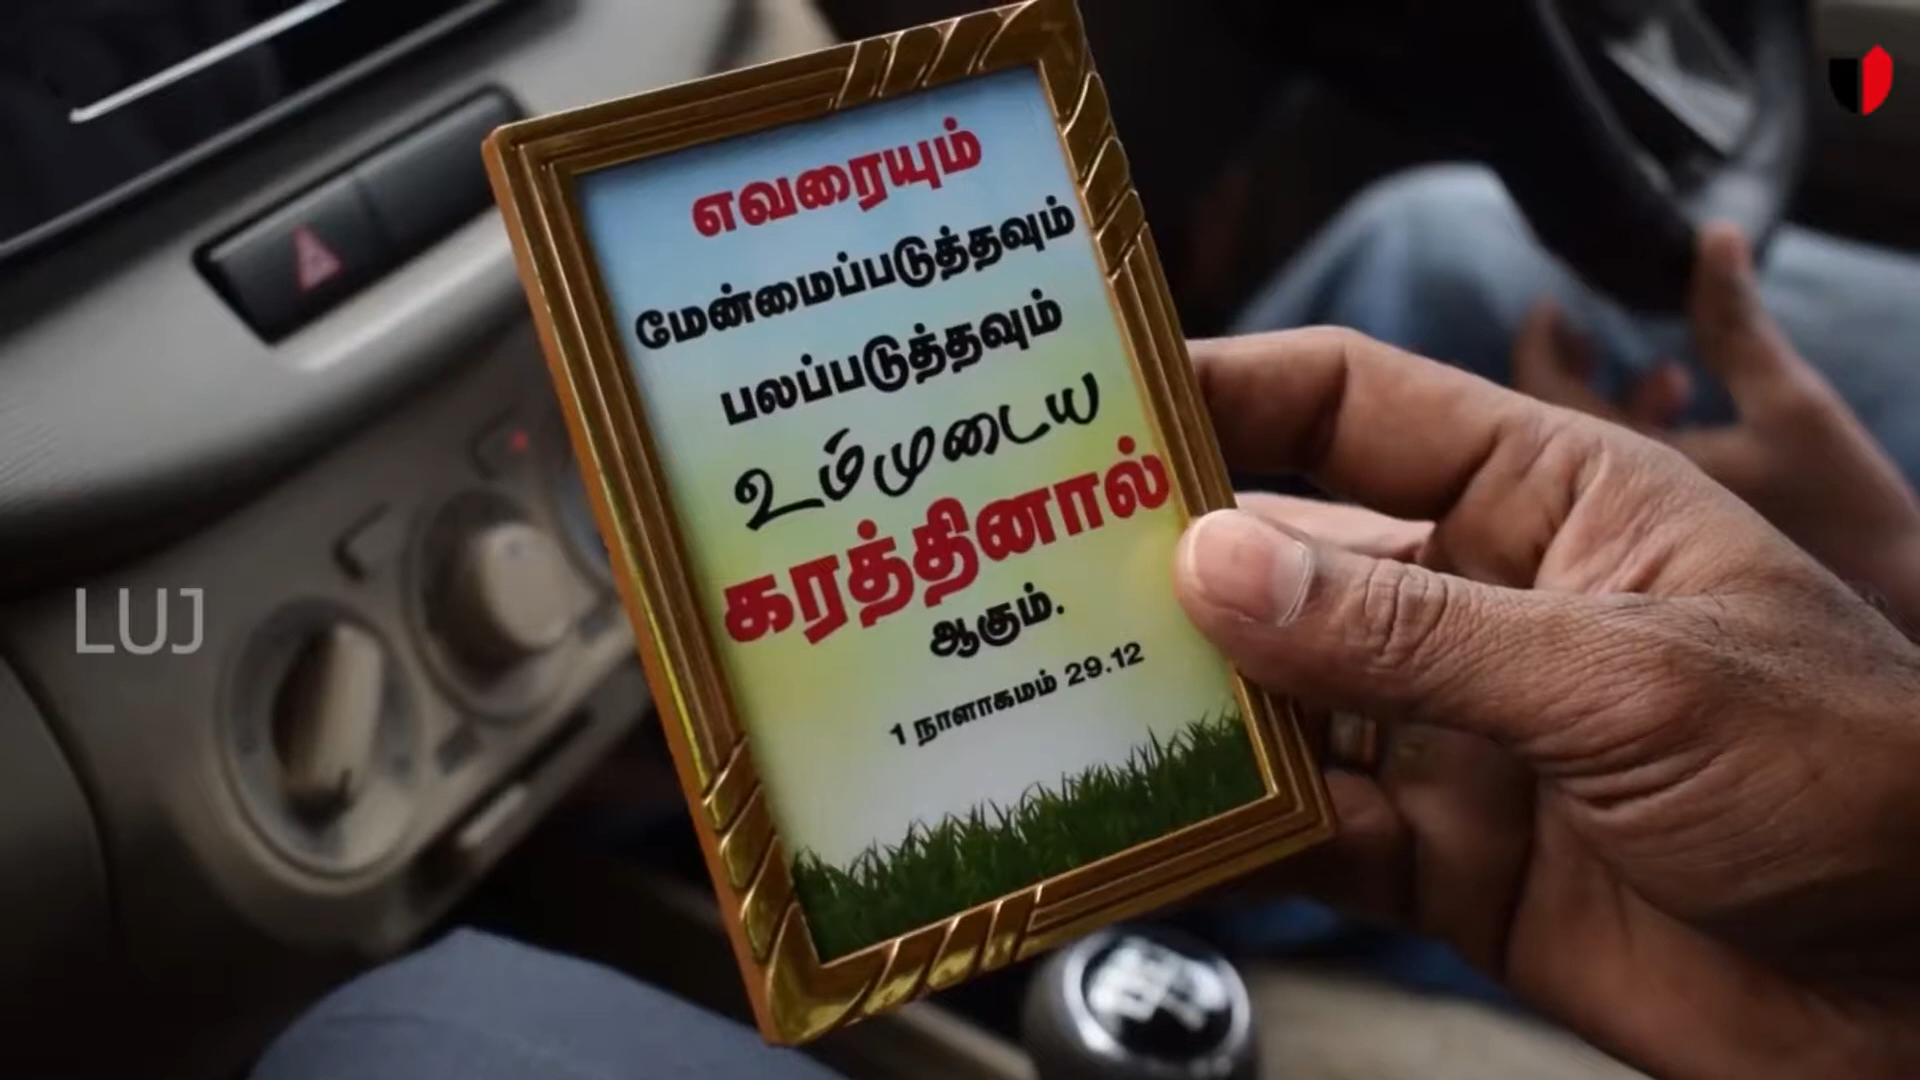 எவரையும்
மேன்மைப்படுத்தவும்
பலப்படுத்தவும்
உம்முடைய
கரத்தினால்
ஆகும்.
1 நாளாகமம் 29.12
LUJ